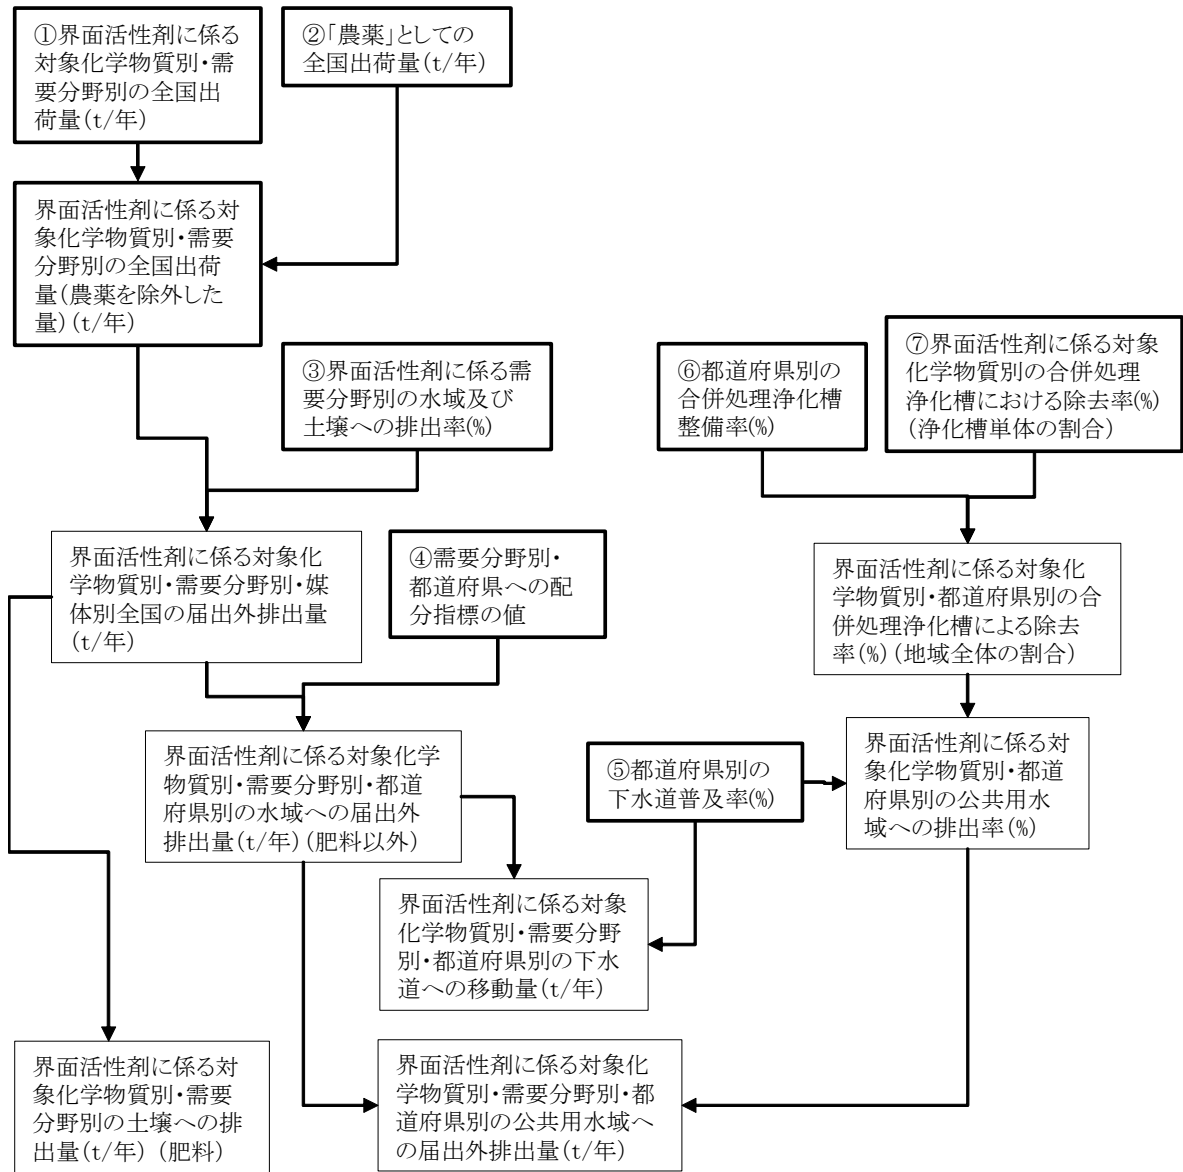 ①界面活性剤に係る
対象化学物質別・需
要分野別の全国出
荷量(t/年)
②「農薬」としての
全国出荷量(t/年)
界面活性剤に係る対
象化学物質別・需要
分野別の全国出荷
量(農薬を除外した
量)(t/年)
③界面活性剤に係る需
要分野別の水域及び
土壌への排出率(%)
⑥都道府県別の
合併処理浄化槽
整備率(%)
⑦界面活性剤に係る対象
化学物質別の合併処理
浄化槽における除去率(%)
(浄化槽単体の割合)
界面活性剤に係る対象化
学物質別・需要分野別・媒
体別全国の届出外排出量
(t/年)
④需要分野別・
都道府県への配
分指標の値
界面活性剤に係る対象化
学物質別・都道府県別の合
併処理浄化槽による除去
率(%)(地域全体の割合)
界面活性剤に係る対象化学
物質別・需要分野別・都道
府県別の水域への届出外
排出量(t/年)(肥料以外)
⑤都道府県別の
下水道普及率(%)
界面活性剤に係る対
象化学物質別・都道
府県別の公共用水
域への排出率(%)
界面活性剤に係る対象
化学物質別・需要分野
別・都道府県別の下水
道への移動量(t/年)
界面活性剤に係る対
象化学物質別・需要
分野別の土壌への排
出量(t/年) (肥料)
界面活性剤に係る対象化
学物質別・需要分野別・都
道府県別の公共用水域へ
の届出外排出量(t/年)